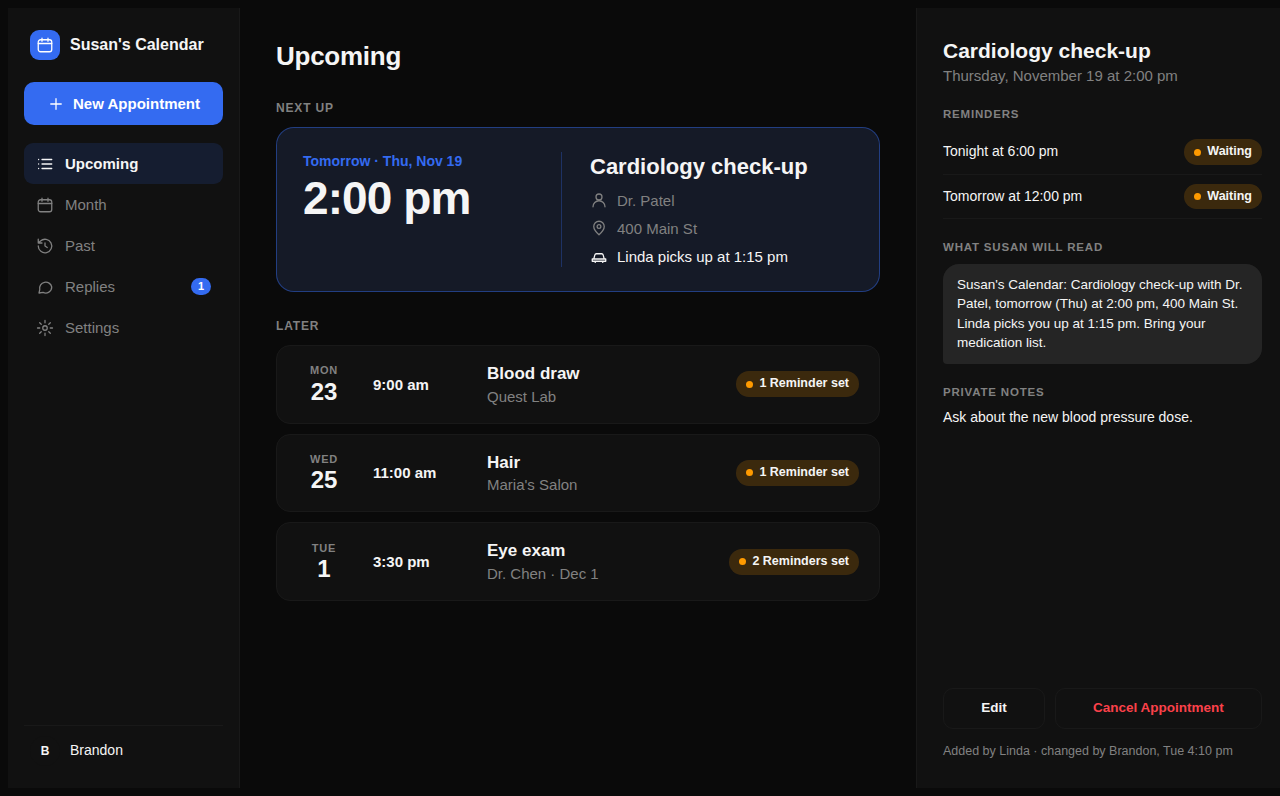 Susan's Calendar
New Appointment
Upcoming
Month
Past
Replies 1
Settings
B Brandon
Upcoming
NEXT UP
Tomorrow · Thu, Nov 19
2:00 pm
Cardiology check-up
Dr. Patel
400 Main St
Linda picks up at 1:15 pm
LATER
MON
23
9:00 am
Blood draw
Quest Lab
1 Reminder set
WED
25
11:00 am
Hair
Maria's Salon
1 Reminder set
TUE
1
3:30 pm
Eye exam
Dr. Chen · Dec 1
2 Reminders set
Cardiology check-up
Thursday, November 19 at 2:00 pm
REMINDERS
Tonight at 6:00 pm Waiting
Tomorrow at 12:00 pm Waiting
WHAT SUSAN WILL READ
Susan's Calendar: Cardiology check-up with Dr.
Patel, tomorrow (Thu) at 2:00 pm, 400 Main St.
Linda picks you up at 1:15 pm. Bring your
medication list.
PRIVATE NOTES
Ask about the new blood pressure dose.
Edit Cancel Appointment
Added by Linda · changed by Brandon, Tue 4:10 pm